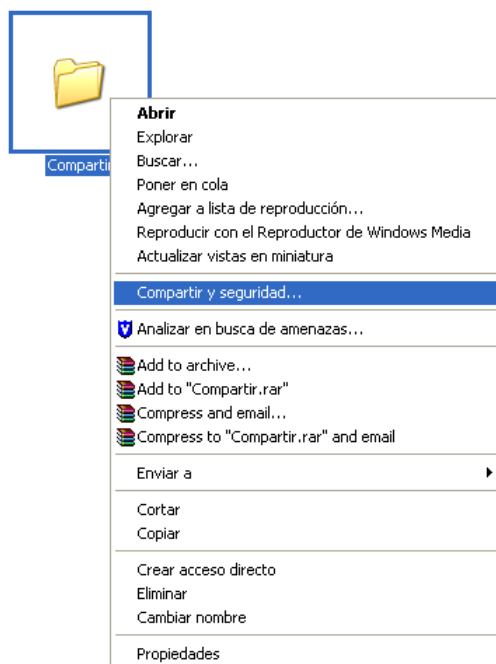 Compartir
Abrir
Explorar
Buscar...
Poner en cola
Agregar a lista de reproducción...
Reproducir con el Reproductor de Windows Media
Actualizar vistas en miniatura
Compartir y seguridad...
Analizar en busca de amenazas...
Add to archive...
Add to "Compartir.rar"
Compress and email...
Compress to "Compartir.rar" and email
Enviar a
Cortar
Copiar
Crear acceso directo
Eliminar
Cambiar nombre
Propiedades